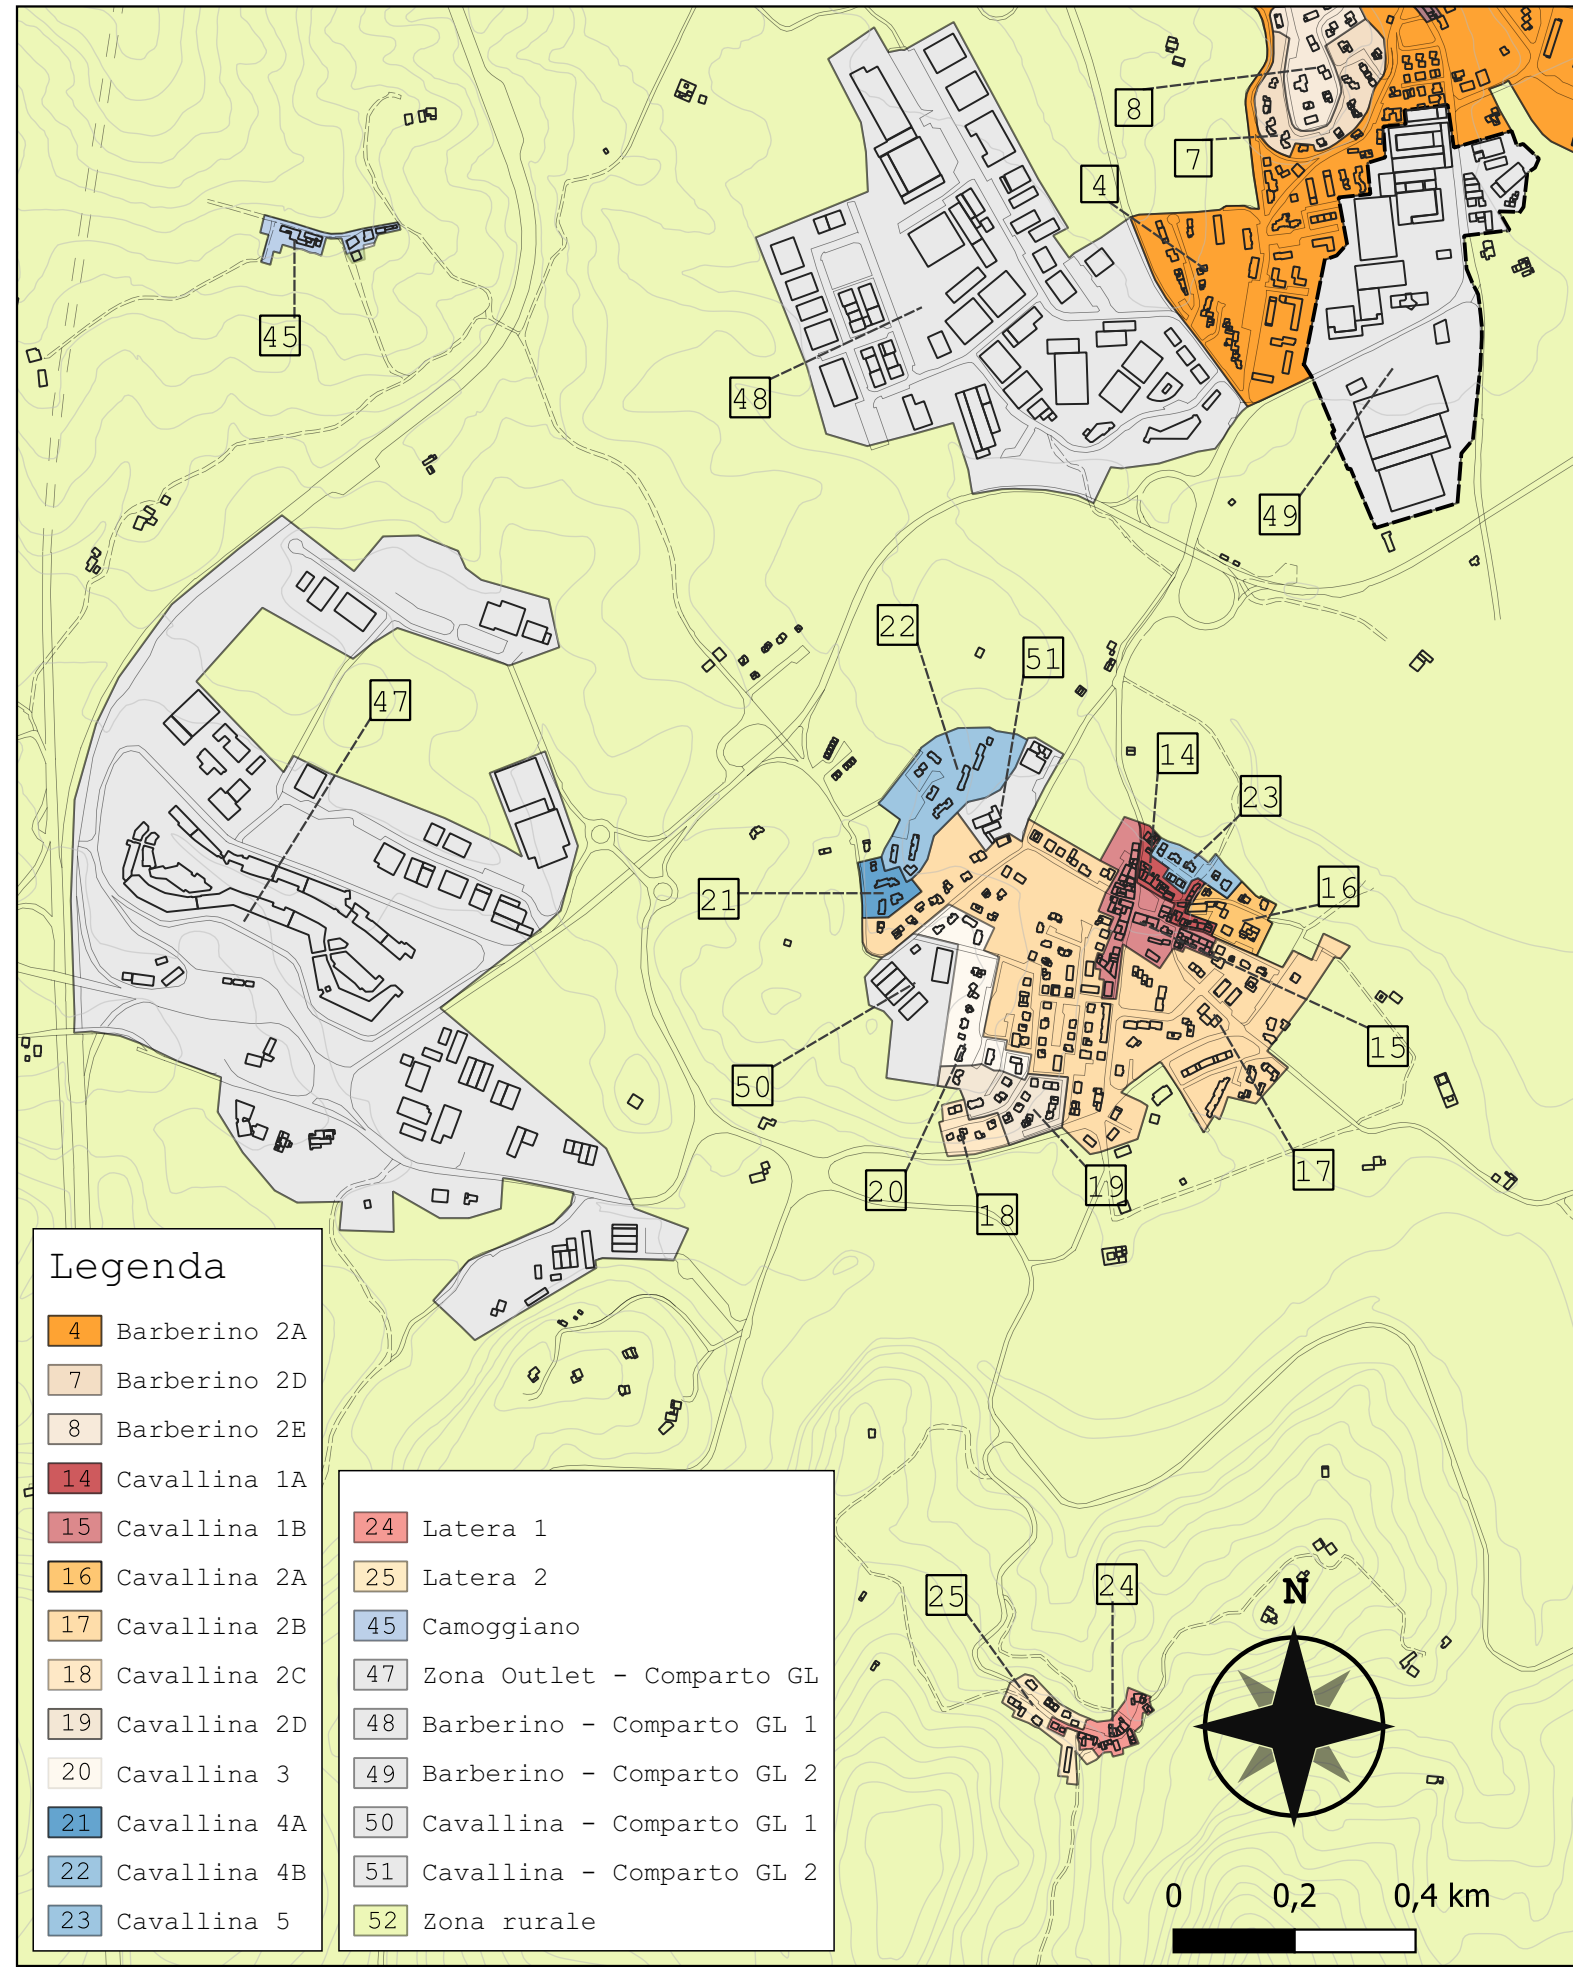 8
7
4
45
48
49
22
51
47
14
23
16
21
15
50
17
20
19
18
25
24
N
Legenda
4 Barberino 2A
7 Barberino 2D
8 Barberino 2E
14 Cavallina 1A
15 Cavallina 1B
16 Cavallina 2A
17 Cavallina 2B
18 Cavallina 2C
19 Cavallina 2D
20 Cavallina 3
21 Cavallina 4A
22 Cavallina 4B
23 Cavallina 5
24 Latera 1
25 Latera 2
45 Camoggiano
47 Zona Outlet - Comparto GL
48 Barberino - Comparto GL 1
49 Barberino - Comparto GL 2
50 Cavallina - Comparto GL 1
51 Cavallina - Comparto GL 2
52 Zona rurale
0 0,2 0,4 km